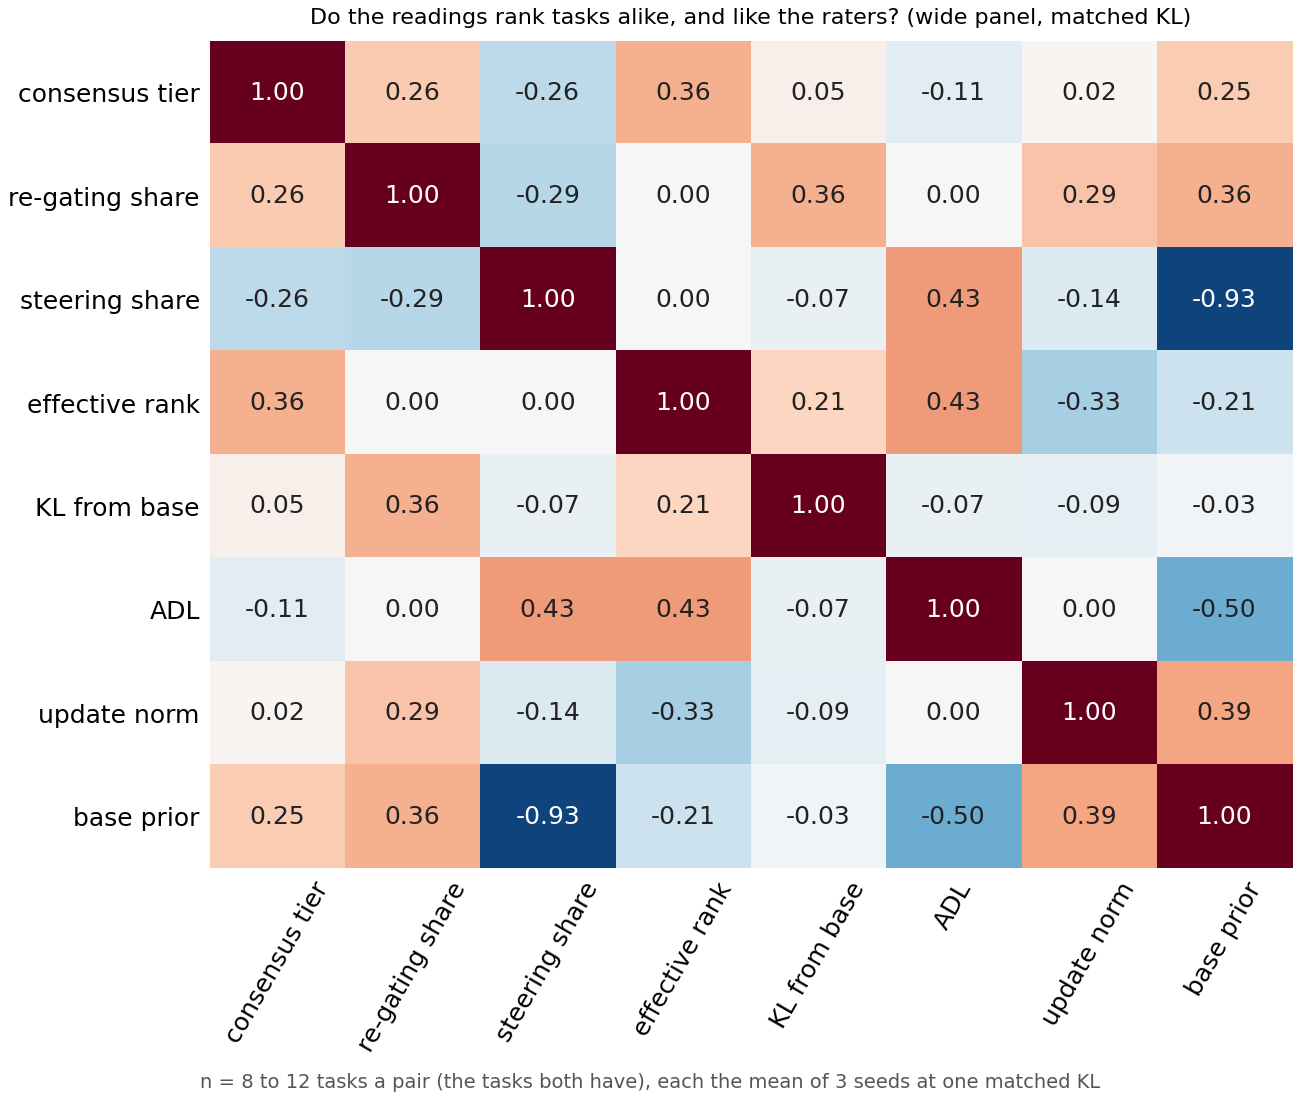 Do the readings rank tasks alike, and like the raters? (wide panel, matched KL)
consensus tier 1.00 0.26 -0.26 0.36 0.05 -0.11 0.02 0.25
re-gating share 0.26 1.00 -0.29 0.00 0.36 0.00 0.29 0.36
steering share -0.26 -0.29 1.00 0.00 -0.07 0.43 -0.14 -0.93
effective rank 0.36 0.00 0.00 1.00 0.21 0.43 -0.33 -0.21
KL from base 0.05 0.36 -0.07 0.21 1.00 -0.07 -0.09 -0.03
ADL -0.11 0.00 0.43 0.43 -0.07 1.00 0.00 -0.50
update norm 0.02 0.29 -0.14 -0.33 -0.09 0.00 1.00 0.39
base prior 0.25 0.36 -0.93 -0.21 -0.03 -0.50 0.39 1.00
consensus tier
re-gating share
steering share
effective rank
KL from base
ADL
update norm
base prior
n = 8 to 12 tasks a pair (the tasks both have), each the mean of 3 seeds at one matched KL